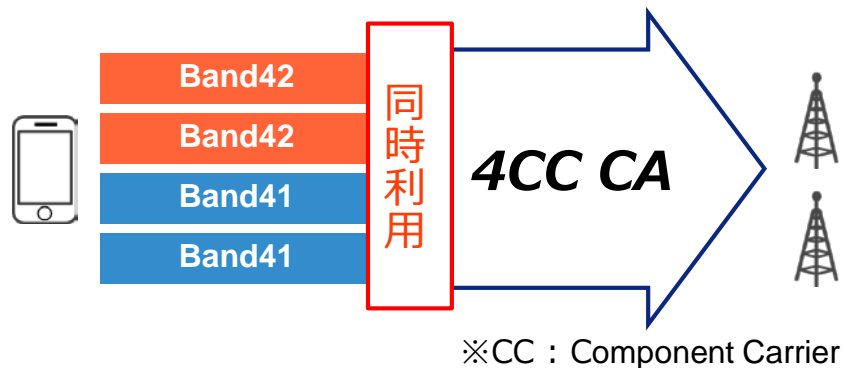 Band42
Band42
Band41
Band41
同時利用
4CC CA
※CC：Component Carrier